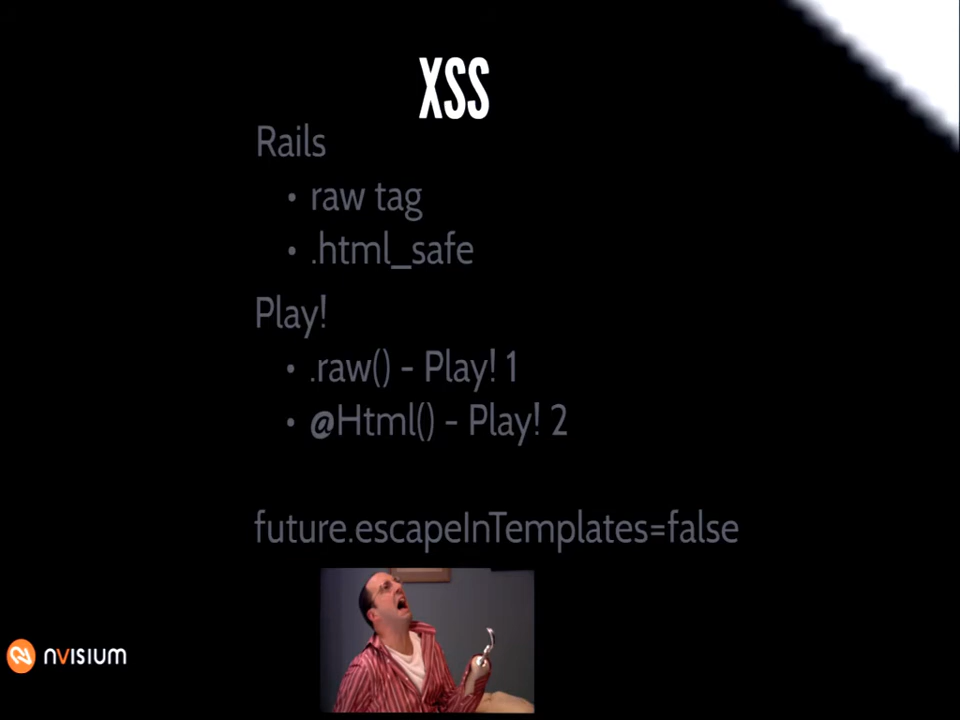 XSS
Rails
• raw tag
• .html_safe
Play!
• .raw() - Play! 1
• @Html() - Play! 2
future.escapeInTemplates=false
nvisium